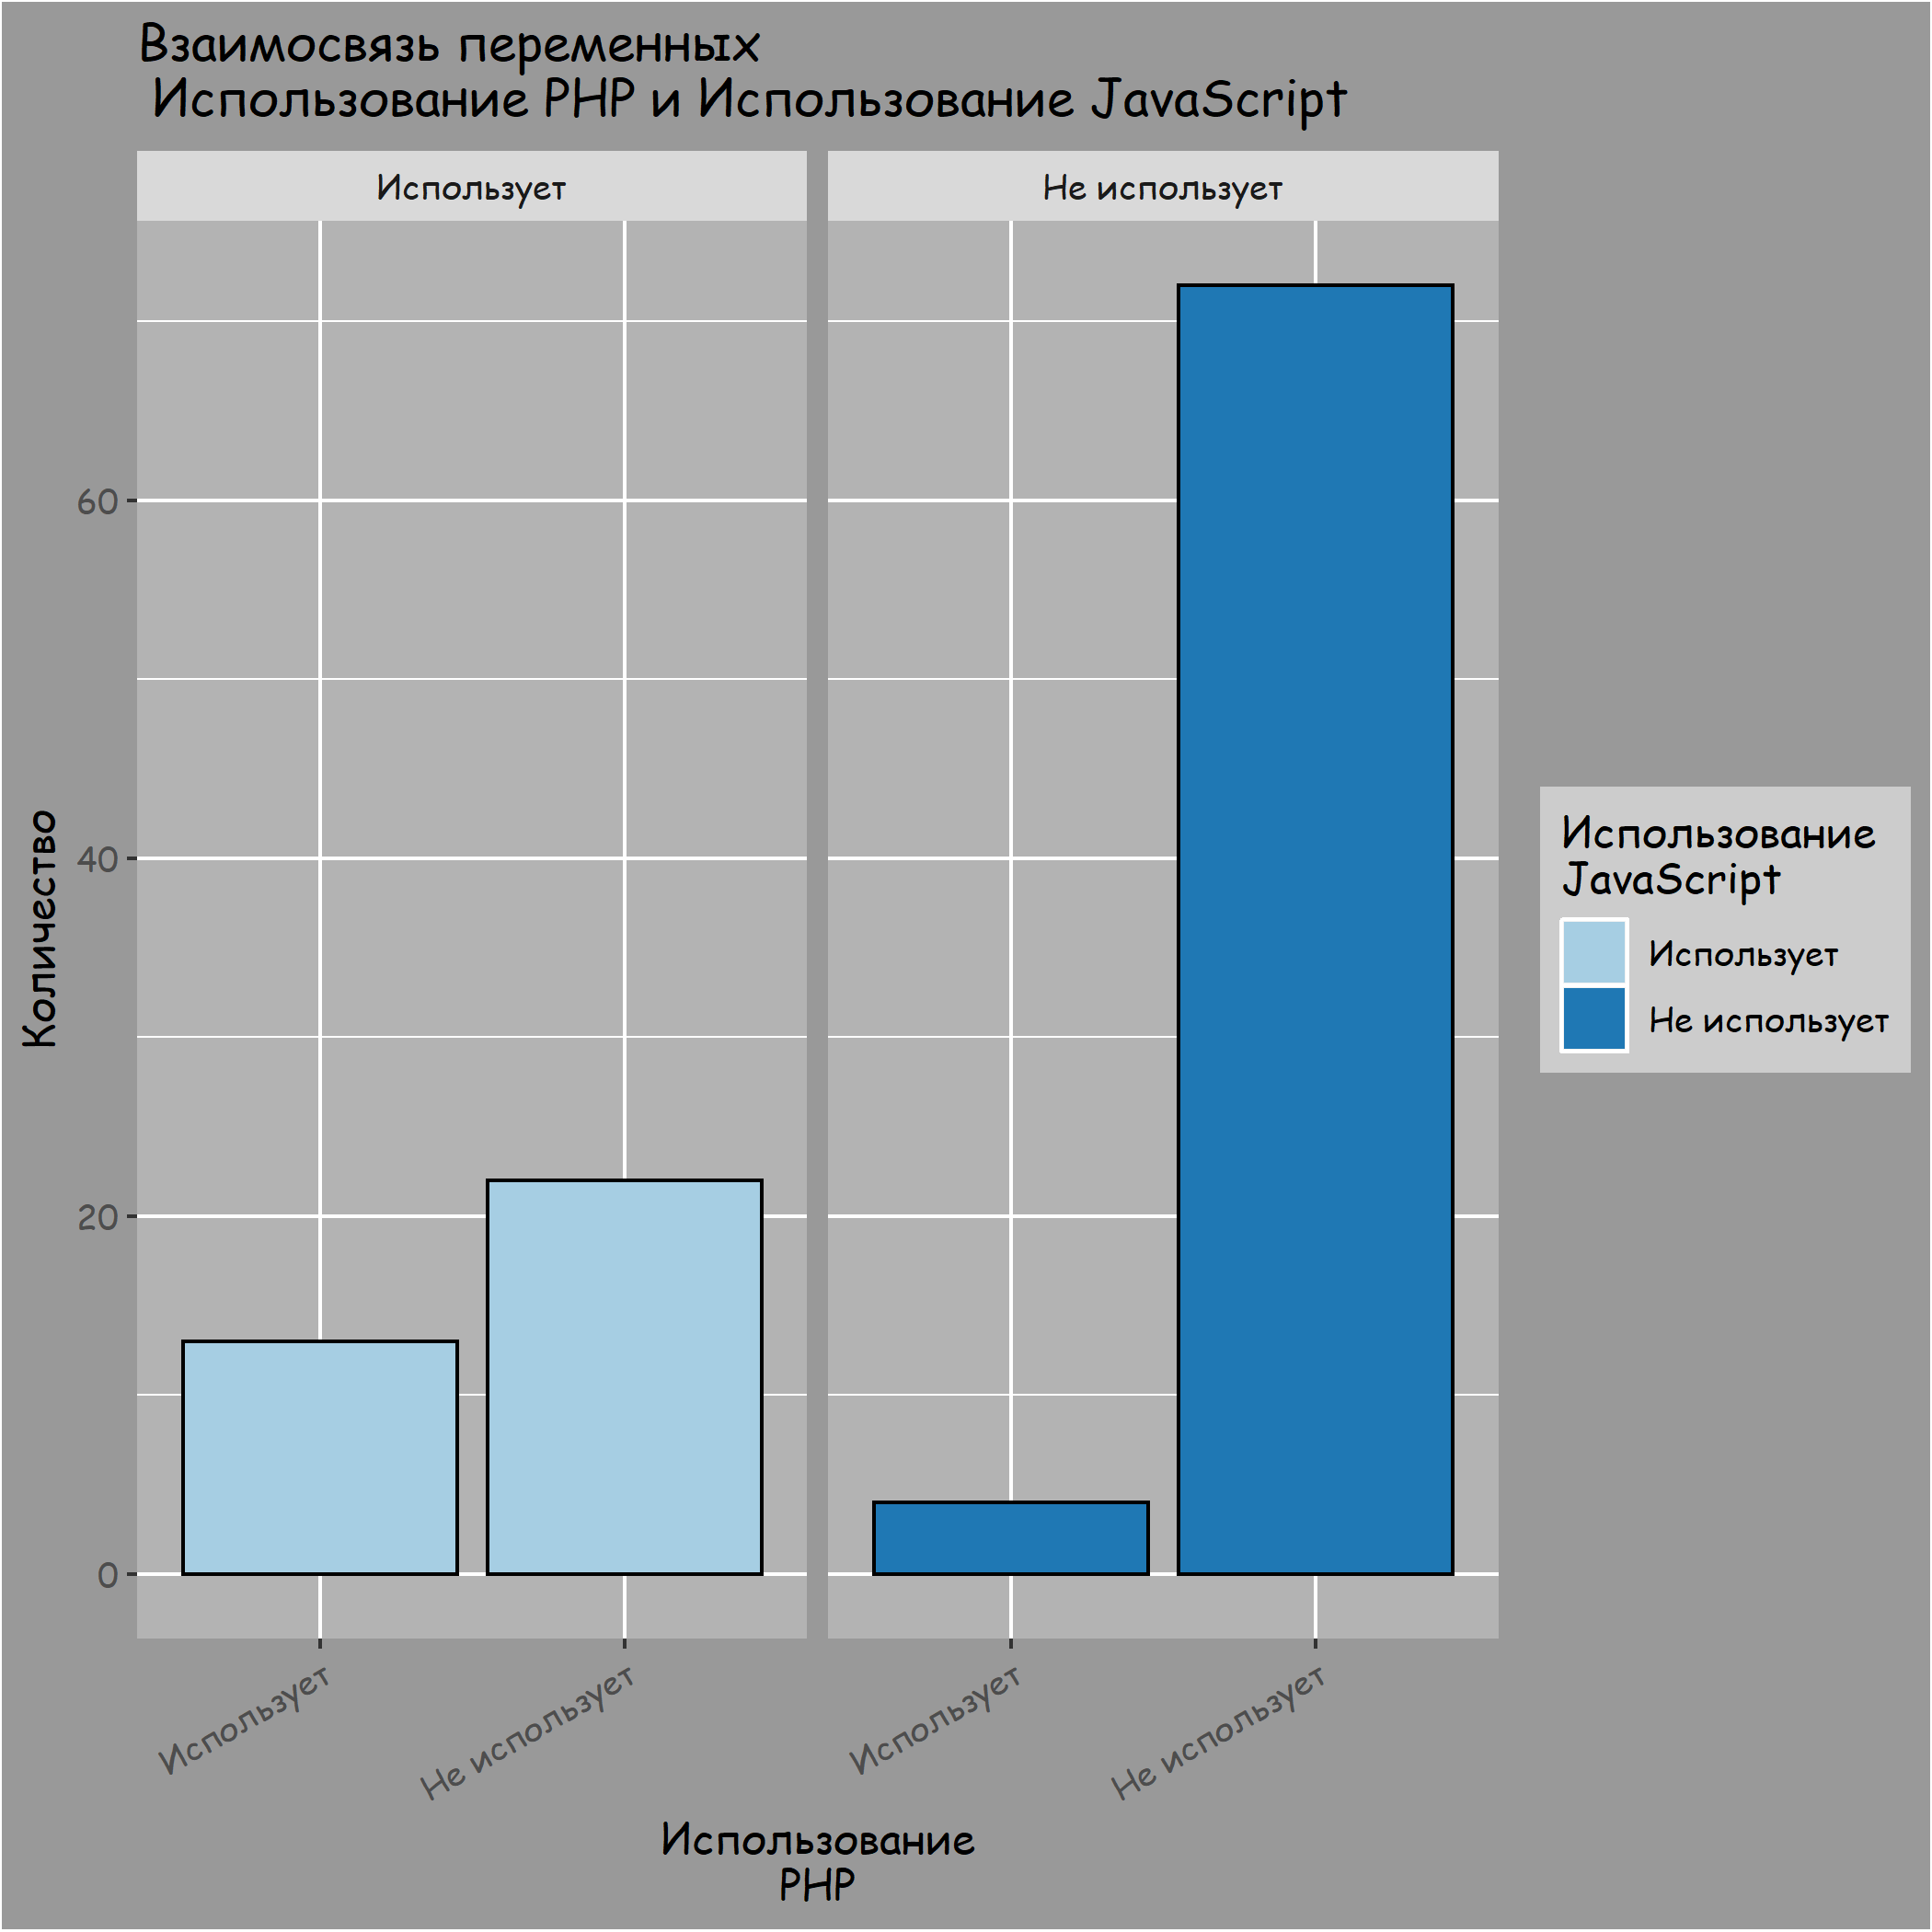 Взаимосвязь переменных
Использование PHP и Использование JavaScript
Использует
Не использует
60
40
20
0
Количество
Использует
Не использует
Использует
Не использует
Использование
PHP
Использование
JavaScript
Использует
Не использует